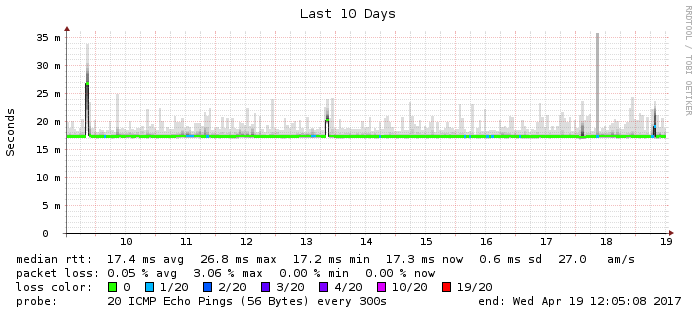 Last 10 Days
RRDTOOL / TOBI OETIKER
Seconds
35 m
30 m
25 m
20 m
15 m
10 m
5 m
0
10 11 12 13 14 15 16 17 18 19
median rtt: 17.4 ms avg 26.8 ms max 17.2 ms min 17.3 ms now 0.6 ms sd 27.0 am/s
packet loss: 0.05 % avg 3.06 % max 0.00 % min 0.00 % now
loss color: 0 1/20 2/20 3/20 4/20 10/20 19/20
probe: 20 ICMP Echo Pings (56 Bytes) every 300s end: Wed Apr 19 12:05:08 2017